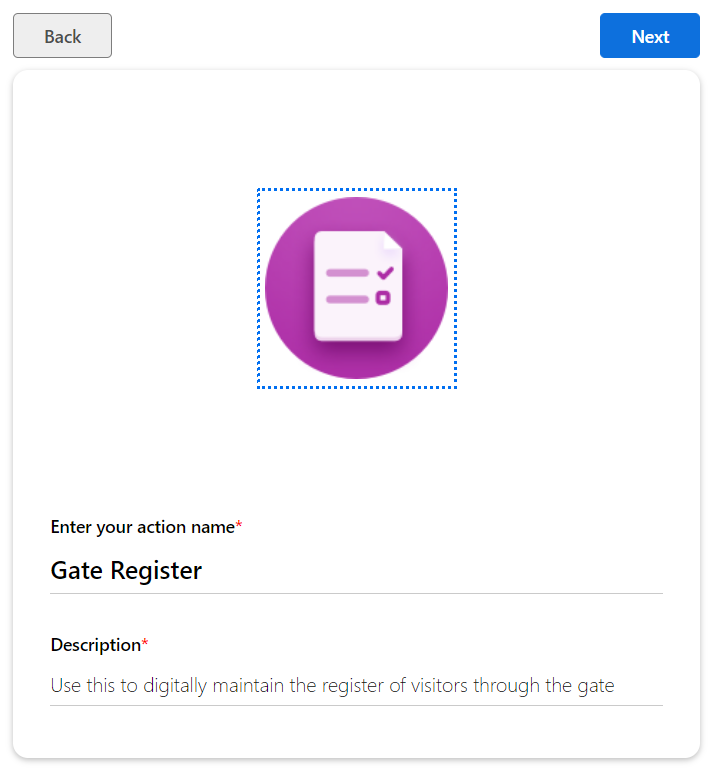 Back
Next
Enter your action name*
Gate Register
Description*
Use this to digitally maintain the register of visitors through the gate